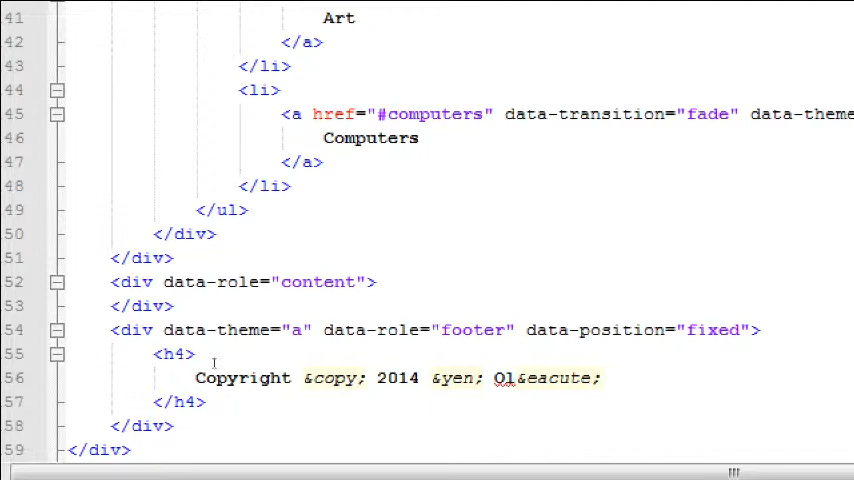 41 Art
42 </a>
43 </li>
44 <li>
45 <a href="#computers" data-transition="fade" data-theme
46 Computers
47 </a>
48 </li>
49 </ul>
50 </div>
51 </div>
52 <div data-role="content">
53 </div>
54 <div data-theme="a" data-role="footer" data-position="fixed">
55 <h4>
56 Copyright &copy; 2014 &yen; Ol&eacute;
57 </h4>
58 </div>
59 </div>